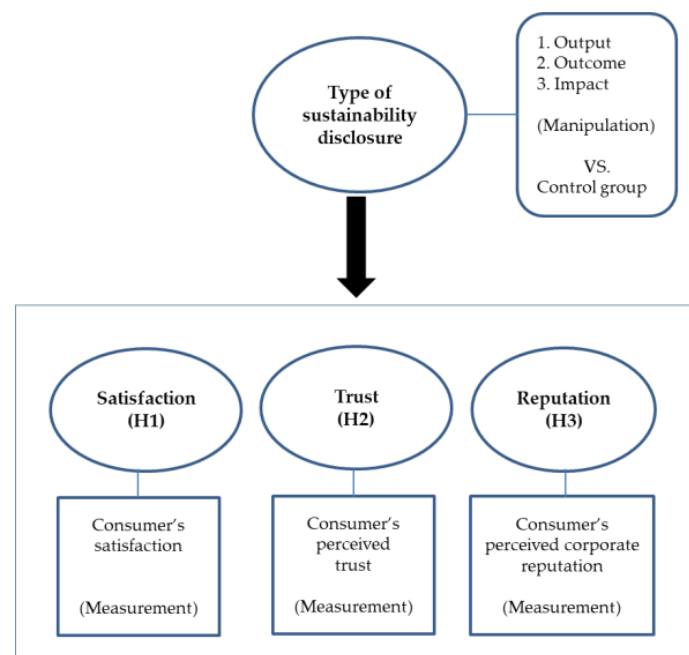 Type of
sustainability
disclosure
1. Output
2. Outcome
3. Impact
(Manipulation)
VS.
Control group
Satisfaction
(H1)
Trust
(H2)
Reputation
(H3)
Consumer's
satisfaction
(Measurement)
Consumer's
perceived
trust
(Measurement)
Consumer's
perceived corporate
reputation
(Measurement)